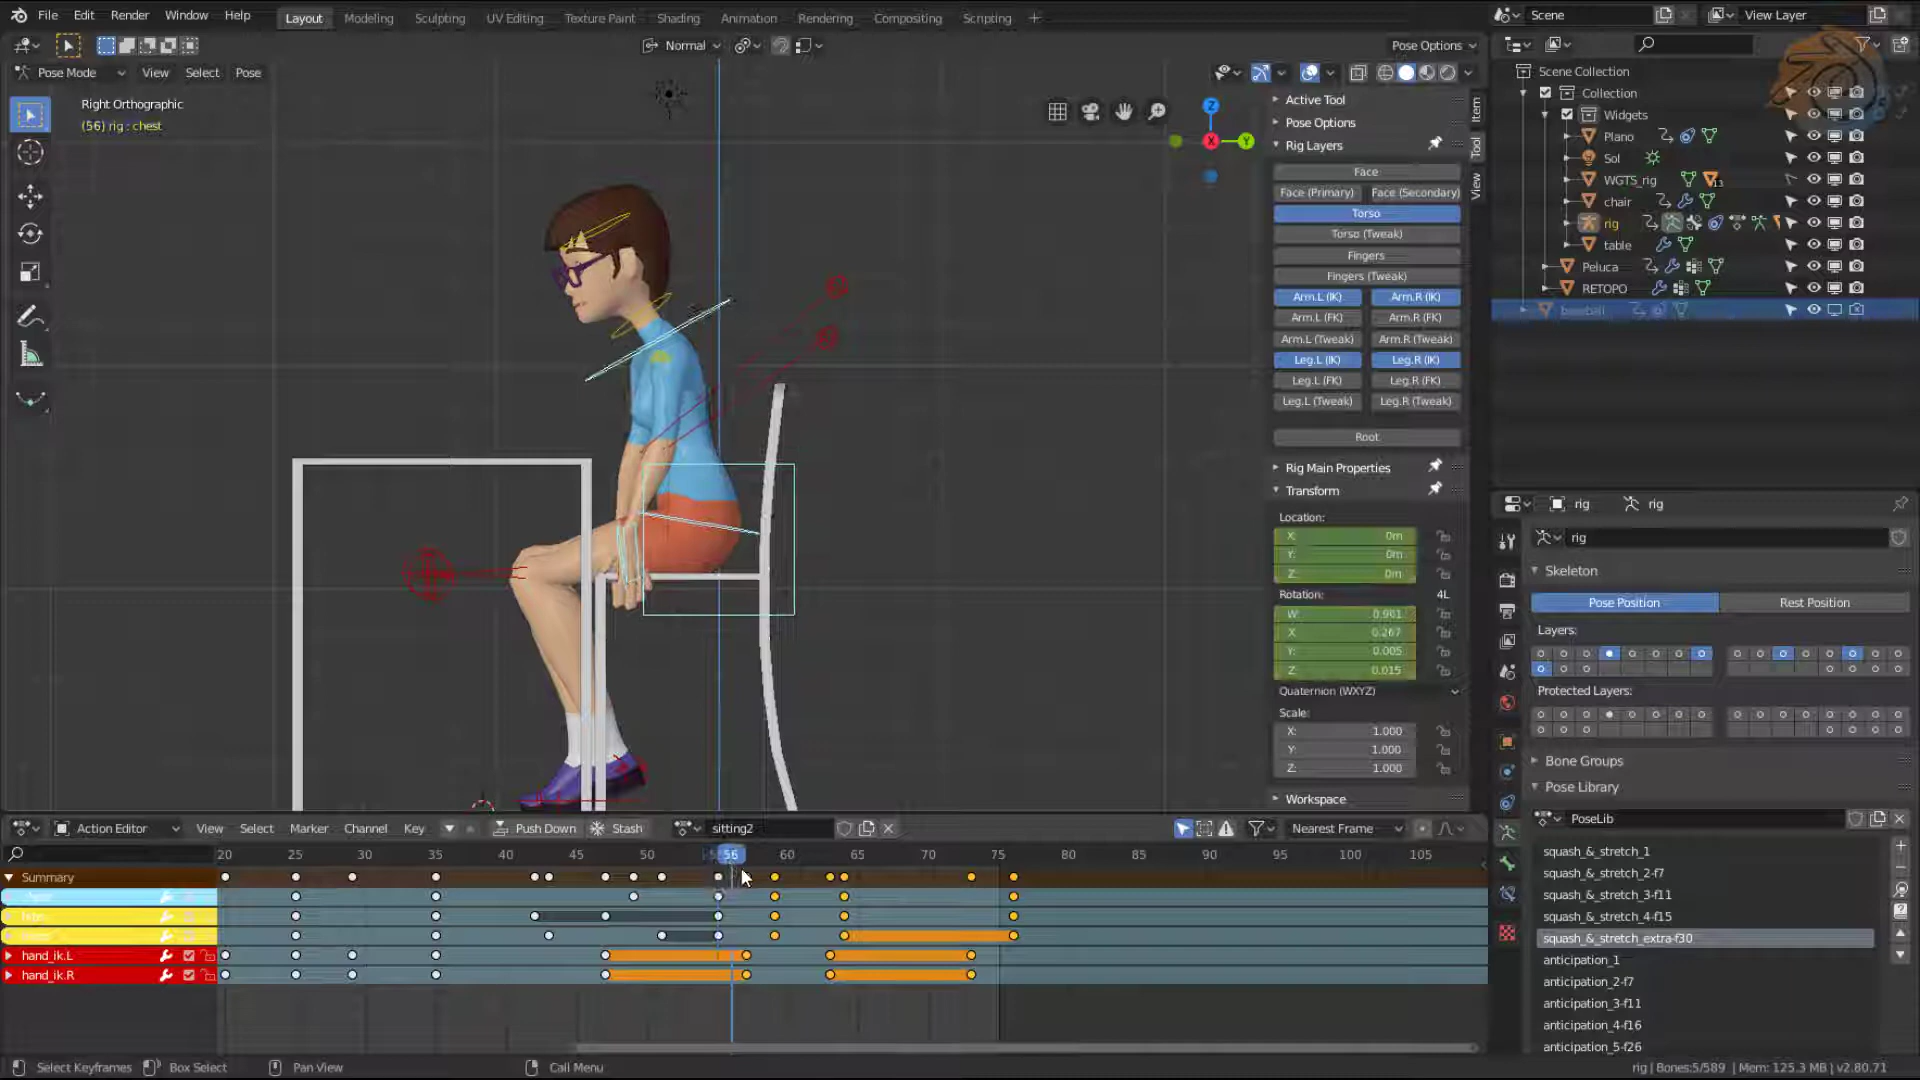 File Edit Render Window Help
Layout Modeling Sculpting UV Editing Texture Paint Shading Animation Rendering Compositing Scripting +
Scene
View Layer
Normal
Pose Options
Pose Mode View Select Pose
Right Orthographic
(56) rig : chest
Z
X
Y
Item
Tool
View
Active Tool
Pose Options
Rig Layers
Face
Face (Primary) Face (Secondary)
Torso
Torso (Tweak)
Fingers
Fingers (Tweak)
Arm.L (IK) Arm.R (IK)
Arm.L (FK) Arm.R (FK)
Arm.L (Tweak) Arm.R (Tweak)
Leg.L (IK) Leg.R (IK)
Leg.L (FK) Leg.R (FK)
Leg.L (Tweak) Leg.R (Tweak)
Root
Rig Main Properties
Transform
Location:
X: 0m
Y: 0m
Z: 0m
Rotation: 4L
W: 0.961
X: 0.267
Y: 0.005
Z: 0.015
Quaternion (WXYZ)
Scale:
X: 1.000
Y: 1.000
Z: 1.000
Workspace
Scene Collection
Collection
Widgets
Plano
Sol
WGTS_rig 13
chair
rig
table
Peluca
RETOPO
rig rig
rig
Skeleton
Pose Position Rest Position
Layers:
Protected Layers:
Bone Groups
Pose Library
PoseLib
squash_&_stretch_1
squash_&_stretch_2-f7
squash_&_stretch_3-f11
squash_&_stretch_4-f15
squash_&_stretch_extra-f30
anticipation_1
anticipation_2-f7
anticipation_3-f11
anticipation_4-f16
anticipation_5-f26
Action Editor View Select Marker Channel Key Push Down Stash sitting2 Nearest Frame
20 25 30 35 40 45 50 56 60 65 70 75 80 85 90 95 100 105
Summary
hand_ik.L
hand_ik.R
Select Keyframes Box Select Pan View Call Menu
rig | Bones:5/589 | Mem: 125.3 MB | v2.80.71